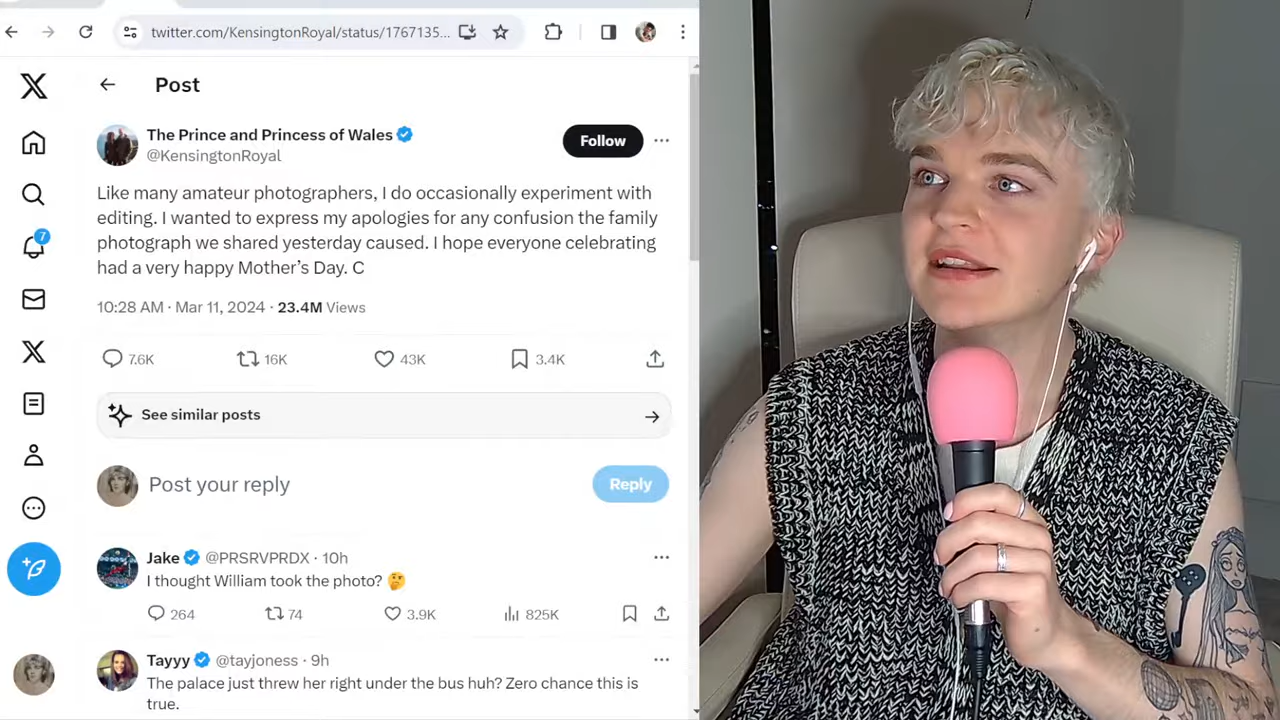 twitter.com/KensingtonRoyal/status/1767135...
Post
The Prince and Princess of Wales
@KensingtonRoyal
Follow
Like many amateur photographers, I do occasionally experiment with
editing. I wanted to express my apologies for any confusion the family
photograph we shared yesterday caused. I hope everyone celebrating
had a very happy Mother’s Day. C
10:28 AM · Mar 11, 2024 · 23.4M Views
7.6K 16K 43K 3.4K
See similar posts
Post your reply
Reply
7
Jake @PRSRVPRDX · 10h
I thought William took the photo? 🤔
264 74 3.9K 825K
Tayyy @tayjoness · 9h
The palace just threw her right under the bus huh? Zero chance this is
true.